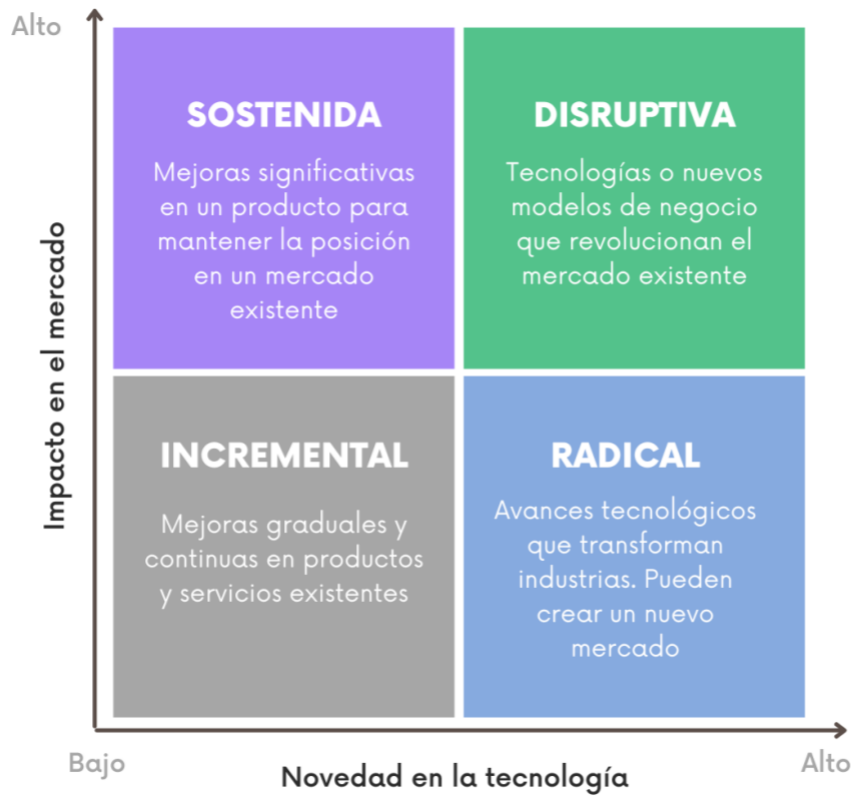 Alto
Impacto en el mercado
SOSTENIDA
Mejoras significativas
en un producto para
mantener la posición
en un mercado
existente
DISRUPTIVA
Tecnologías o nuevos
modelos de negocio
que revolucionan el
mercado existente
INCREMENTAL
Mejoras graduales y
continuas en productos
y servicios existentes
RADICAL
Avances tecnológicos
que transforman
industrias. Pueden
crear un nuevo
mercado
Bajo
Novedad en la tecnología
Alto